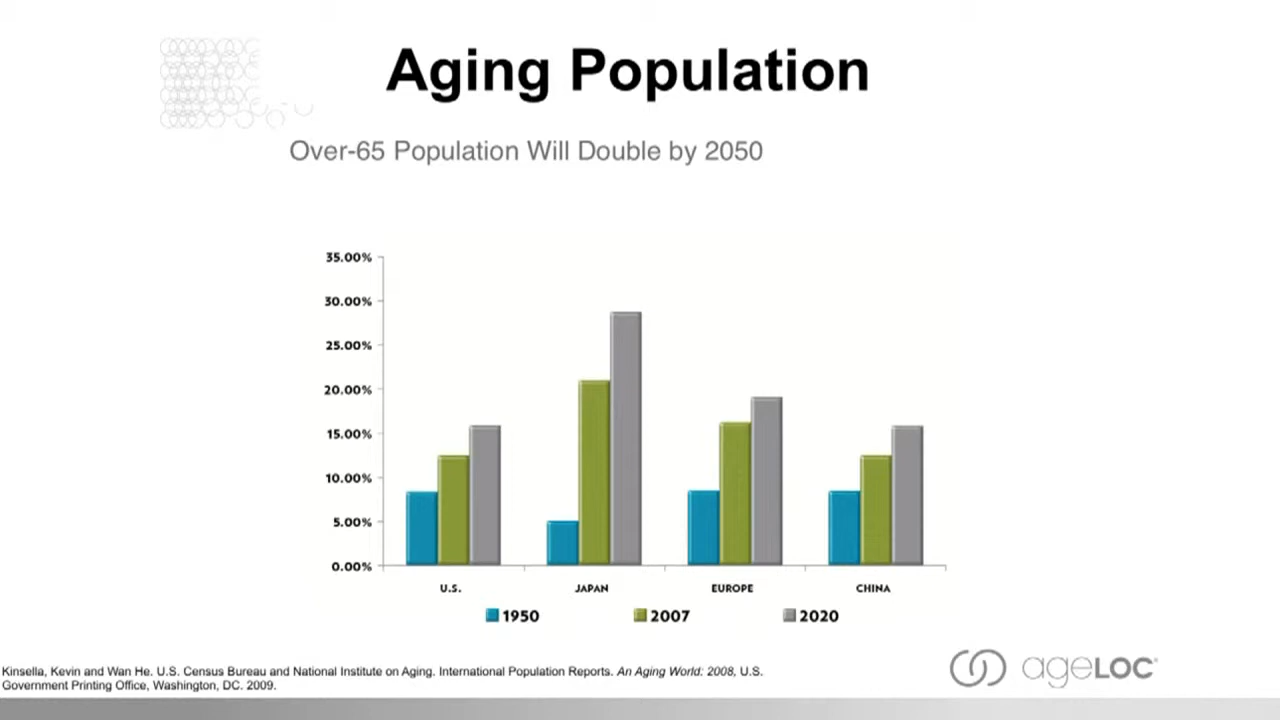 Aging Population
Over-65 Population Will Double by 2050
35.00%
30.00%
25.00%
20.00%
15.00%
10.00%
5.00%
0.00%
U.S. JAPAN EUROPE CHINA
1950 2007 2020
Kinsella, Kevin and Wan He. U.S. Census Bureau and National Institute on Aging. International Population Reports. An Aging World: 2008, U.S.
Government Printing Office, Washington, DC. 2009.
ageLOC®